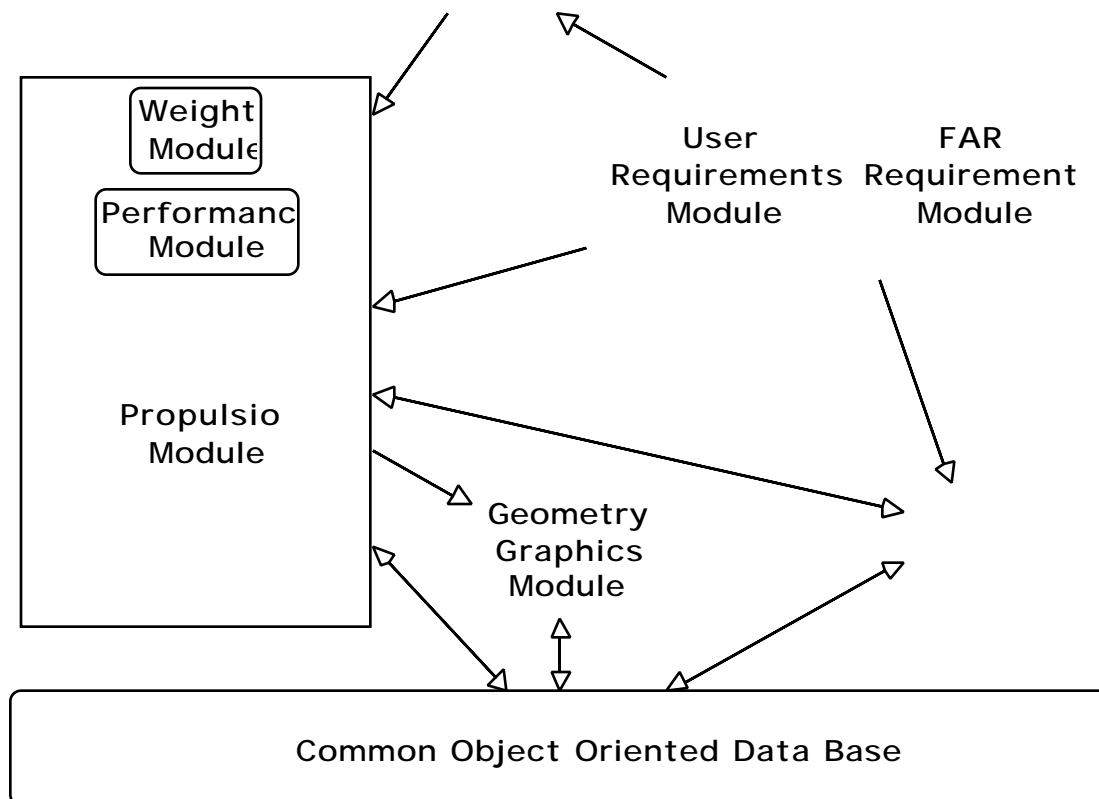 Weight
Module
Performanc
Module
User
Requirements
Module
FAR
Requirement
Module
Propulsio
Module
Geometry
Graphics
Module
Common Object Oriented Data Base